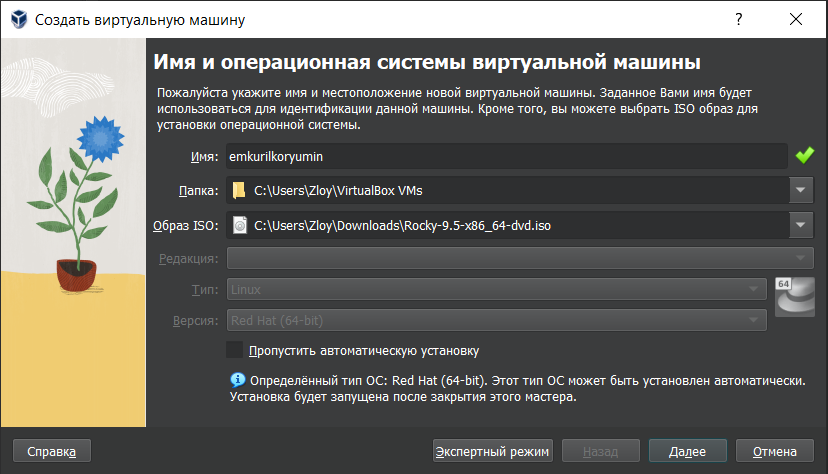 Создать виртуальную машину
?
Имя и операционная системы виртуальной машины
Пожалуйста укажите имя и местоположение новой виртуальной машины. Заданное Вами имя будет
использоваться для идентификации данной машины. Кроме того, вы можете выбрать ISO образ для
установки операционной системы.
Имя: emkurilkoryumin
Папка: C:\Users\Zloy\VirtualBox VMs
Образ ISO: C:\Users\Zloy\Downloads\Rocky-9.5-x86_64-dvd.iso
Редакция:
Тип: Linux
64
Версия: Red Hat (64-bit)
Пропустить автоматическую установку
Определённый тип ОС: Red Hat (64-bit). Этот тип ОС может быть установлен автоматически.
Установка будет запущена после закрытия этого мастера.
Справка Экспертный режим Назад Далее Отмена